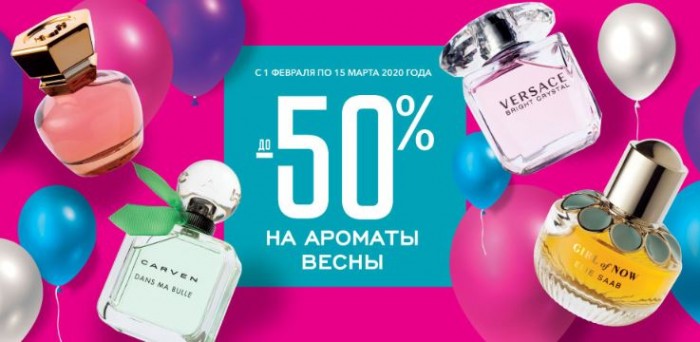 С 1 ФЕВРАЛЯ ПО 15 МАРТА 2020 ГОДА
ДО
-50%
НА АРОМАТЫ
ВЕСНЫ
VERSACE
BRIGHT CRYSTAL
CARVEN
DANS MA BULLE
GIRL of NOW
ELIE SAAB